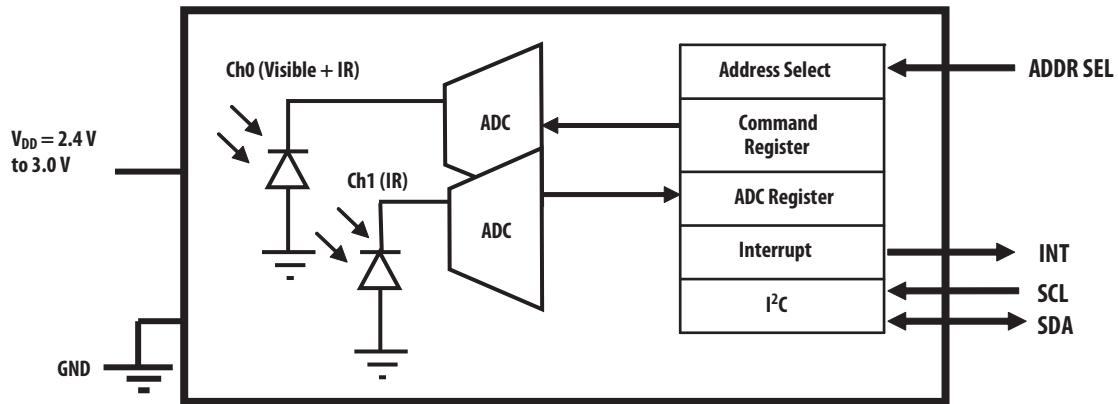 Ch0 (Visible + IR)
ADC
Address Select
ADDR SEL
Command
Register
V_DD = 2.4 V
to 3.0 V
Ch1 (IR)
ADC
ADC Register
Interrupt
INT
I²C
SCL
SDA
GND